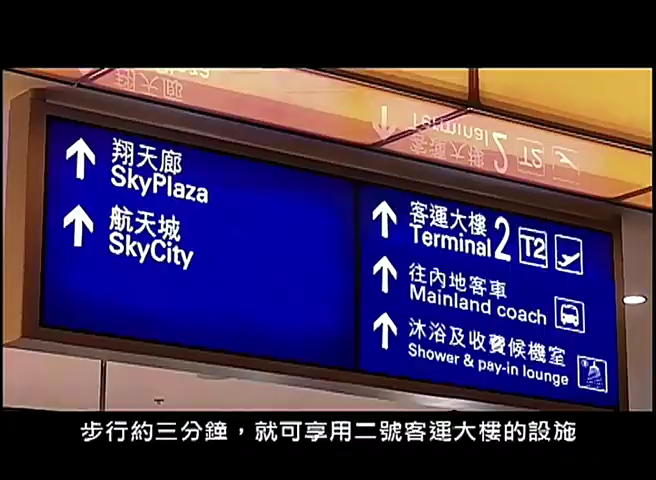 翔天廊
SkyPlaza
航天城
SkyCity
客運大樓 2 T2
Terminal
往內地客車
Mainland coach
沐浴及收費候機室
Shower & pay-in lounge
步行約三分鐘，就可享用二號客運大樓的設施